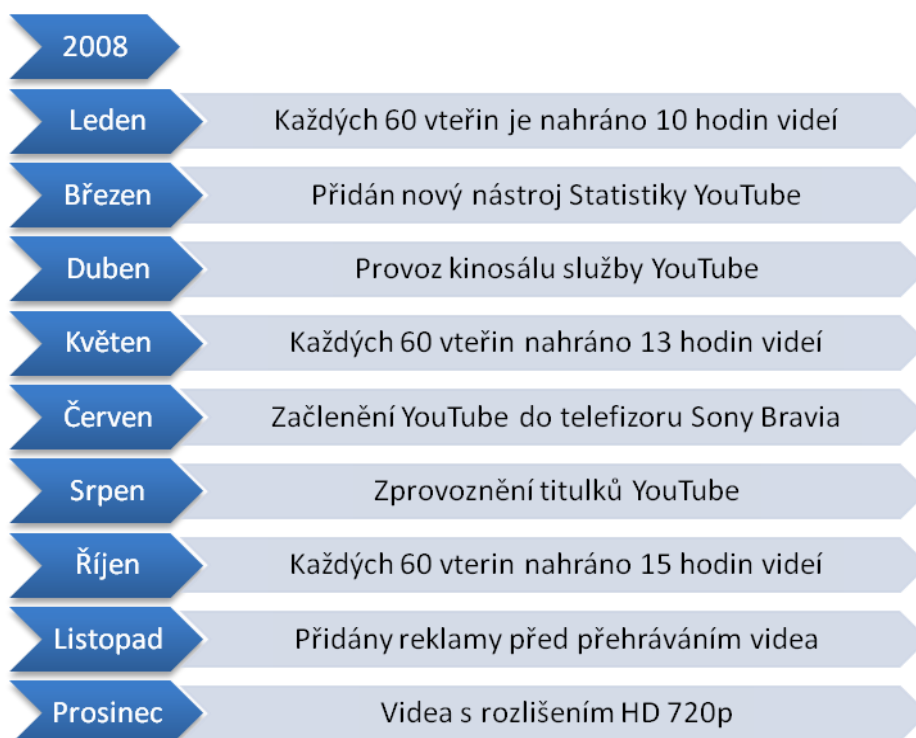 2008
Leden Každých 60 vteřin je nahráno 10 hodin videí
Březen Přidán nový nástroj Statistiky YouTube
Duben Provoz kinosálu služby YouTube
Květen Každých 60 vteřin nahráno 13 hodin videí
Červen Začlenění YouTube do telefizoru Sony Bravia
Srpen Zprovoznění titulků YouTube
Říjen Každých 60 vterin nahráno 15 hodin videí
Listopad Přidány reklamy před přehráváním videa
Prosinec Videa s rozlišením HD 720p